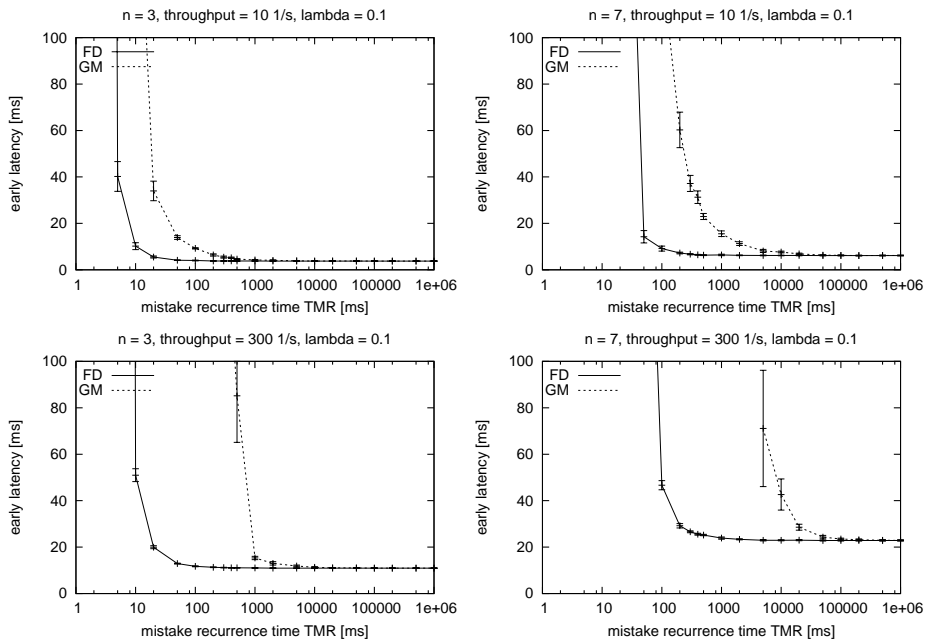 n = 3, throughput = 10 1/s, lambda = 0.1
100
80
60
40
20
0
early latency [ms]
FD
GM
1 10 100 1000 10000 100000 1e+06
mistake recurrence time TMR [ms]
n = 7, throughput = 10 1/s, lambda = 0.1
100
80
60
40
20
0
early latency [ms]
FD
GM
1 10 100 1000 10000 100000 1e+06
mistake recurrence time TMR [ms]
n = 3, throughput = 300 1/s, lambda = 0.1
100
80
60
40
20
0
early latency [ms]
FD
GM
1 10 100 1000 10000 100000 1e+06
mistake recurrence time TMR [ms]
n = 7, throughput = 300 1/s, lambda = 0.1
100
80
60
40
20
0
early latency [ms]
FD
GM
1 10 100 1000 10000 100000 1e+06
mistake recurrence time TMR [ms]